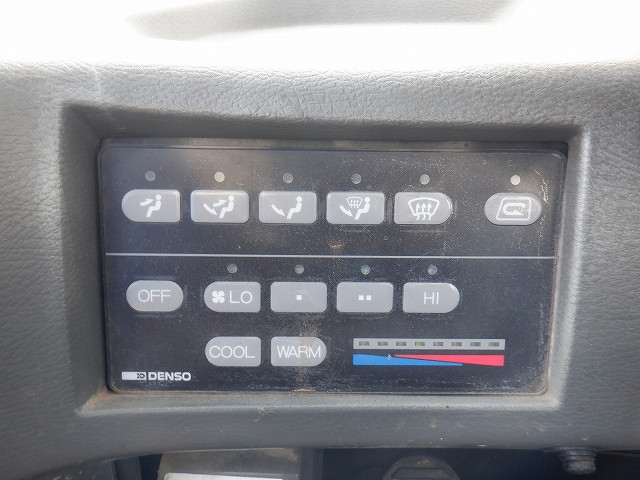 OFF LO HI
COOL WARM
DENSO